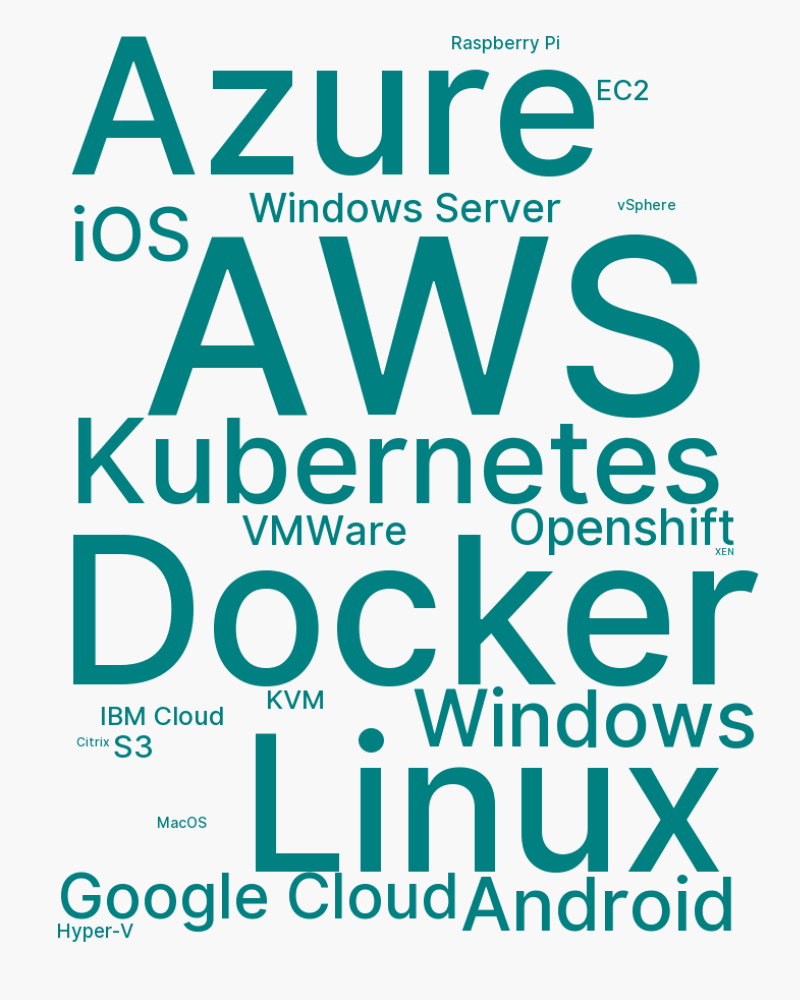 Raspberry Pi
Azure
EC2
iOS
Windows Server
vSphere
AWS
Kubernetes
VMWare
Openshift
XEN
Docker
KVM
IBM Cloud
Windows
Citrix
S3
Linux
MacOS
Google Cloud
Android
Hyper-V